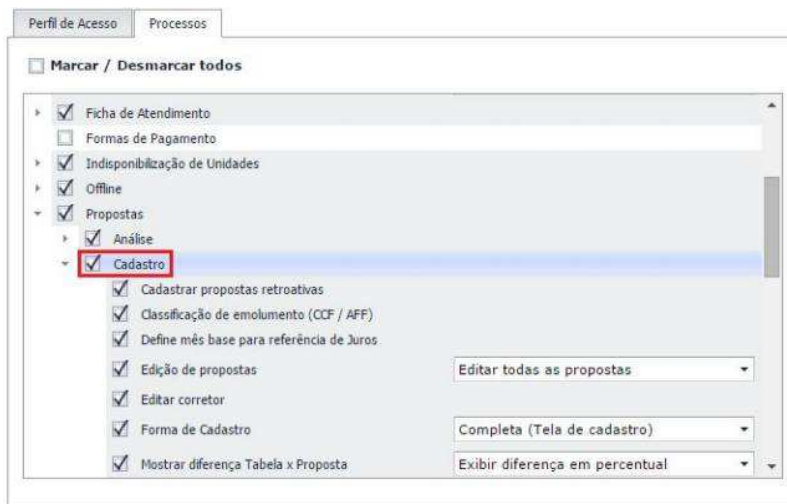 Perfil de Acesso Processos
Marcar / Desmarcar todos
Ficha de Atendimento
Formas de Pagamento
Indisponibilização de Unidades
Offline
Propostas
Análise
Cadastro
Cadastrar propostas retroativas
Classificação de emolumento (CCF / AFF)
Define mês base para referência de Juros
Edição de propostas Editar todas as propostas
Editar corretor
Forma de Cadastro Completa (Tela de cadastro)
Mostrar diferença Tabela x Proposta Exibir diferença em percentual